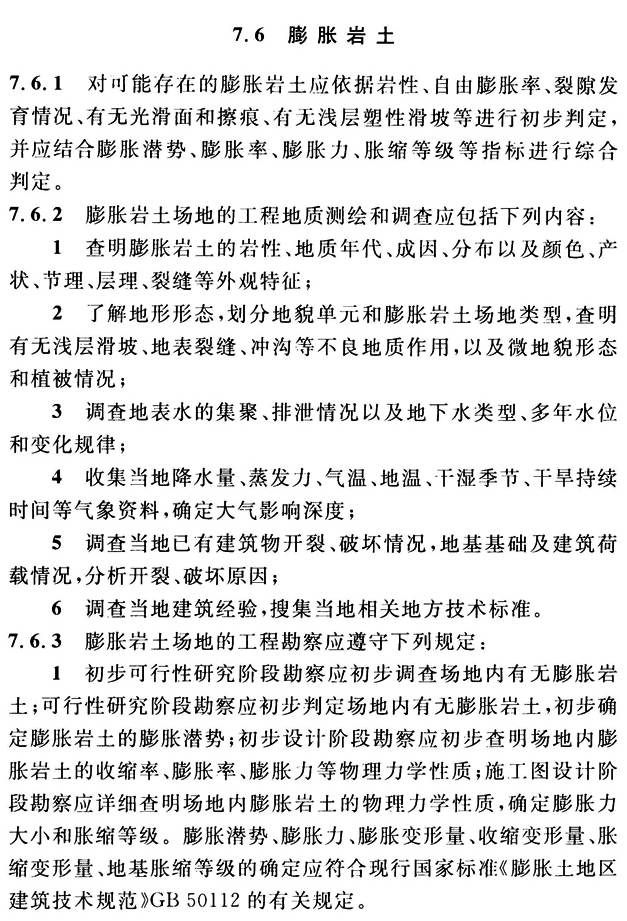 7.6 膨胀岩土
7.6.1 对可能存在的膨胀岩土应依据岩性、自由膨胀率、裂隙发
育情况、有无光滑面和擦痕、有无浅层塑性滑坡等进行初步判定，
并应结合膨胀潜势、膨胀率、膨胀力、胀缩等级等指标进行综合
判定。
7.6.2 膨胀岩土场地的工程地质测绘和调查应包括下列内容：
1 查明膨胀岩土的岩性、地质年代、成因、分布以及颜色、产
状、节理、层理、裂缝等外观特征；
2 了解地形形态，划分地貌单元和膨胀岩土场地类型，查明
有无浅层滑坡、地表裂缝、冲沟等不良地质作用，以及微地貌形态
和植被情况；
3 调查地表水的集聚、排泄情况以及地下水类型、多年水位
和变化规律；
4 收集当地降水量、蒸发力、气温、地温、干湿季节、干旱持续
时间等气象资料，确定大气影响深度；
5 调查当地已有建筑物开裂、破坏情况，地基基础及建筑荷
载情况，分析开裂、破坏原因；
6 调查当地建筑经验，搜集当地相关地方技术标准。
7.6.3 膨胀岩土场地的工程勘察应遵守下列规定：
1 初步可行性研究阶段勘察应初步调查场地内有无膨胀岩
土；可行性研究阶段勘察应初步判定场地内有无膨胀岩土，初步确
定膨胀岩土的膨胀潜势；初步设计阶段勘察应初步查明场地内膨
胀岩土的收缩率、膨胀率、膨胀力等物理力学性质；施工图设计阶
段勘察应详细查明场地内膨胀岩土的物理力学性质，确定膨胀力
大小和胀缩等级。膨胀潜势、膨胀力、膨胀变形量、收缩变形量、胀
缩变形量、地基胀缩等级的确定应符合现行国家标准《膨胀土地区
建筑技术规范》GB 50112 的有关规定。